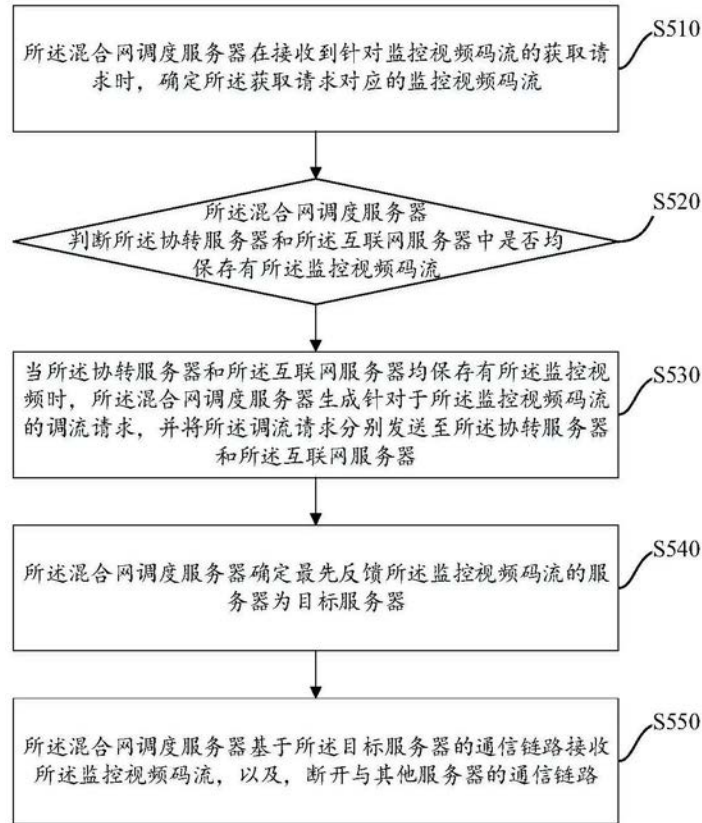 所述混合网调度服务器在接收到针对监控视频码流的获取请
求时，确定所述获取请求对应的监控视频码流
S510
所述混合网调度服务器
判断所述协转服务器和所述互联网服务器中是否均
保存有所述监控视频码流
S520
当所述协转服务器和所述互联网服务器均保存有所述监控视
频时，所述混合网调度服务器生成针对于所述监控视频码流
的调流请求，并将所述调流请求分别发送至所述协转服务器
和所述互联网服务器
S530
所述混合网调度服务器确定最先反馈所述监控视频码流的服
务器为目标服务器
S540
所述混合网调度服务器基于所述目标服务器的通信链路接收
所述监控视频码流，以及，断开与其他服务器的通信链路
S550